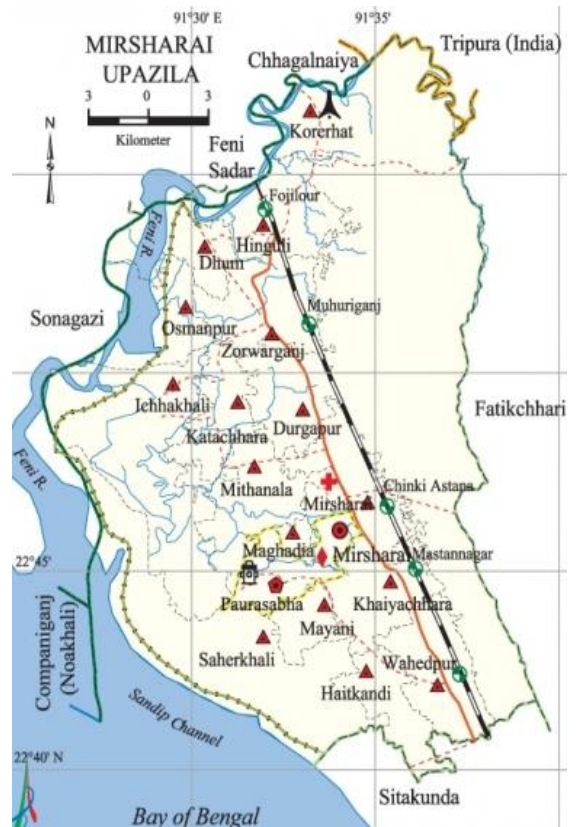 91°30' E
91°35'
MIRSHARAI
UPAZILA
Tripura (India)
Chhagalnaiya
3 0 3
Kilometer
Korerhat
N
Feni
Sadar
Fojilour
Feni R.
Hinguli
Dhum
Sonagazi
Osmanpur
Muhuriganj
Zorwarganj
Ichhakhali
Katachhara
Durgapur
Fatikchhari
Feni R.
Mithanala
Chinki Astana
Mirsharai
Maghadia
Mirsharai
Mastannagar
22°45'
Paurasabha
Khaiyachhara
Mayani
Companiganj
(Noakhali)
Saherkhali
Wahedpur
Haitkandi
Sandip Channel
22°40' N
Sitakunda
Bay of Bengal